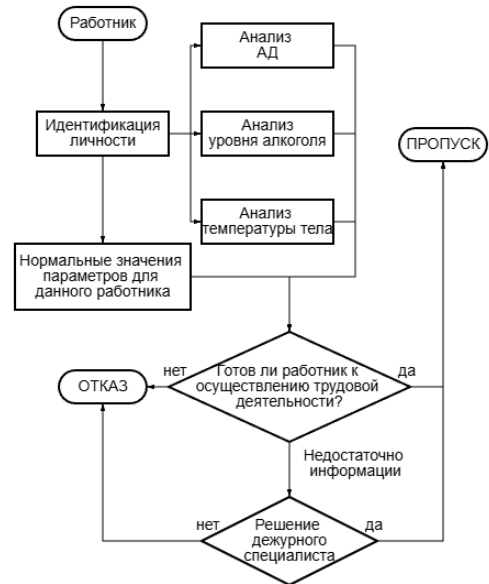 Работник
Анализ
АД
Идентификация
личности
Анализ
уровня алкоголя
ПРОПУСК
Анализ
температуры тела
Нормальные значения
параметров для
данного работника
нет
Готов ли работник к
осуществлению трудовой
деятельности?
да
ОТКАЗ
Недостаточно
информации
нет
Решение
дежурного
специалиста
да